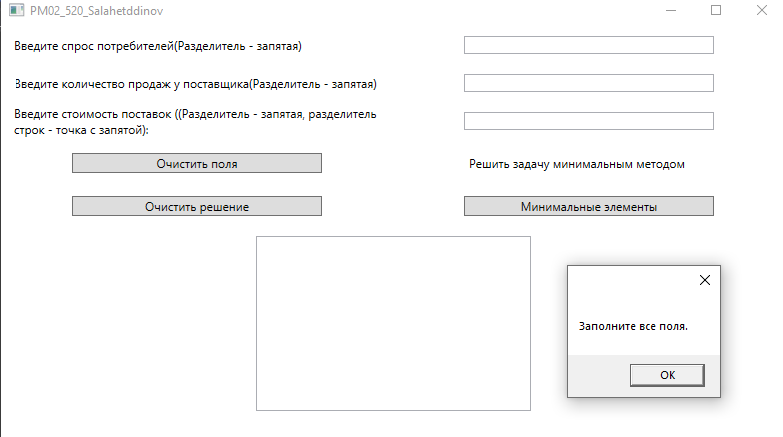 PM02_520_Salahetddinov
Введите спрос потребителей(Разделитель - запятая)
Введите количество продаж у поставщика(Разделитель - запятая)
Введите стоимость поставок ((Разделитель - запятая, разделитель
строк - точка с запятой):
Очистить поля
Решить задачу минимальным методом
Очистить решение
Минимальные элементы
Заполните все поля.
ОК